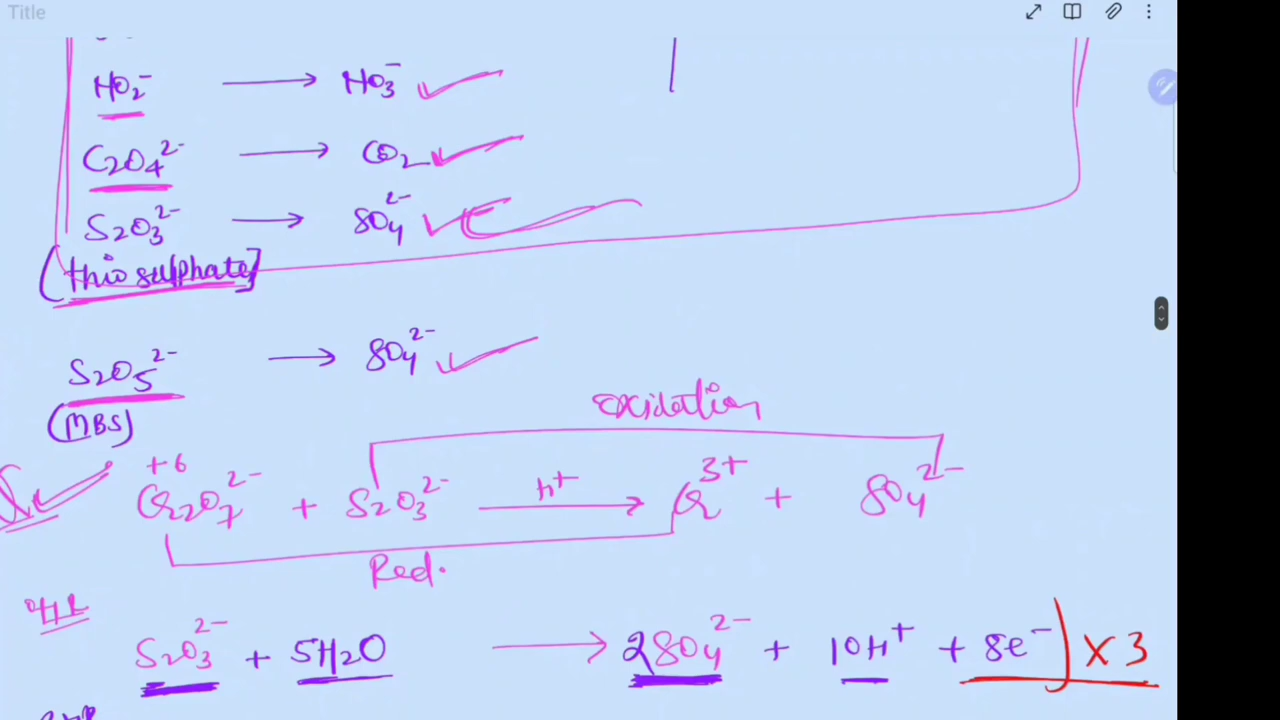 Title
HO₂⁻ ⟶ HO₃⁻
C₂O₄²⁻ ⟶ CO₂
S₂O₃²⁻ ⟶ SO₄²⁻
(thiosulphate)
S₂O₅²⁻ ⟶ SO₄²⁻
(MBS)
oxidation
+6
Cr₂O₇²⁻ + S₂O₃²⁻ ⟶ H⁺ Cr³⁺ + SO₄²⁻
Red.
S₂O₃²⁻ + 5H₂O ⟶ 2SO₄²⁻ + 10H⁺ + 8e⁻) × 3